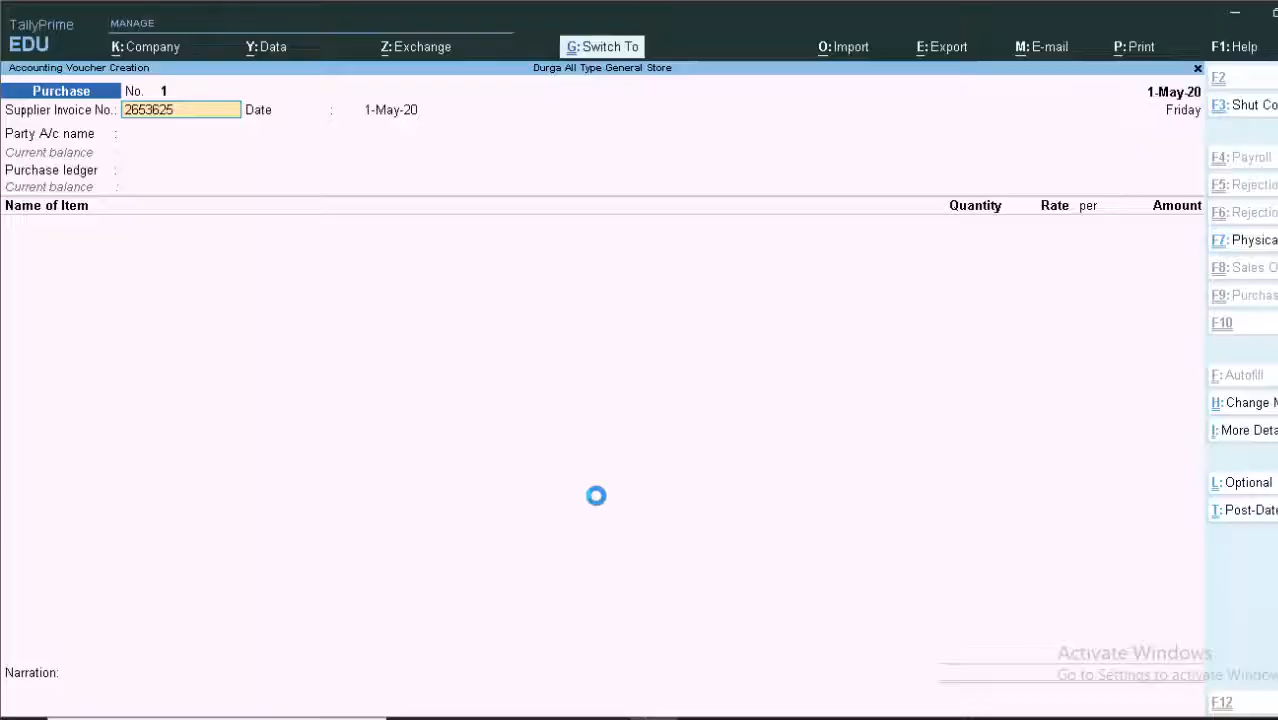 TallyPrime
EDU
MANAGE
K: Company Y: Data Z: Exchange G: Switch To O: Import E: Export M: E-mail P: Print F1: Help
Accounting Voucher Creation Durga All Type General Store x
Purchase No. 1 1-May-20
Supplier Invoice No.: 2653625 Date : 1-May-20 Friday
Party A/c name :
Current balance :
Purchase ledger :
Current balance :
Name of Item Quantity Rate per Amount
Narration:
F2
F3: Shut Co
F4: Payroll
F5: Rejectio
F6: Rejectio
F7: Physica
F8: Sales O
F9: Purchas
F10
F: Autofill
H: Change M
I: More Deta
L: Optional
T: Post-Date
F12
Activate Windows
Go to Settings to activate Window